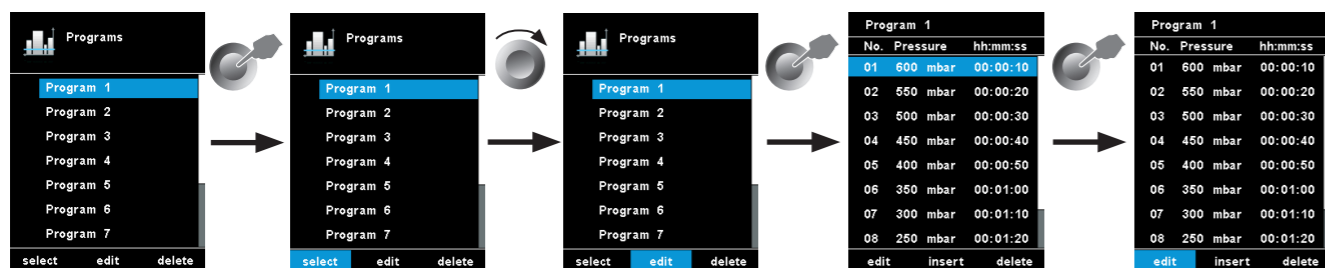 Programs
Program 1
Program 2
Program 3
Program 4
Program 5
Program 6
Program 7
select edit delete
Programs
Program 1
Program 2
Program 3
Program 4
Program 5
Program 6
Program 7
select edit delete
Programs
Program 1
Program 2
Program 3
Program 4
Program 5
Program 6
Program 7
select edit delete
Program 1
No. Pressure hh:mm:ss
01 600 mbar 00:00:10
02 550 mbar 00:00:20
03 500 mbar 00:00:30
04 450 mbar 00:00:40
05 400 mbar 00:00:50
06 350 mbar 00:01:00
07 300 mbar 00:01:10
08 250 mbar 00:01:20
edit insert delete
Program 1
No. Pressure hh:mm:ss
01 600 mbar 00:00:10
02 550 mbar 00:00:20
03 500 mbar 00:00:30
04 450 mbar 00:00:40
05 400 mbar 00:00:50
06 350 mbar 00:01:00
07 300 mbar 00:01:10
08 250 mbar 00:01:20
edit insert delete